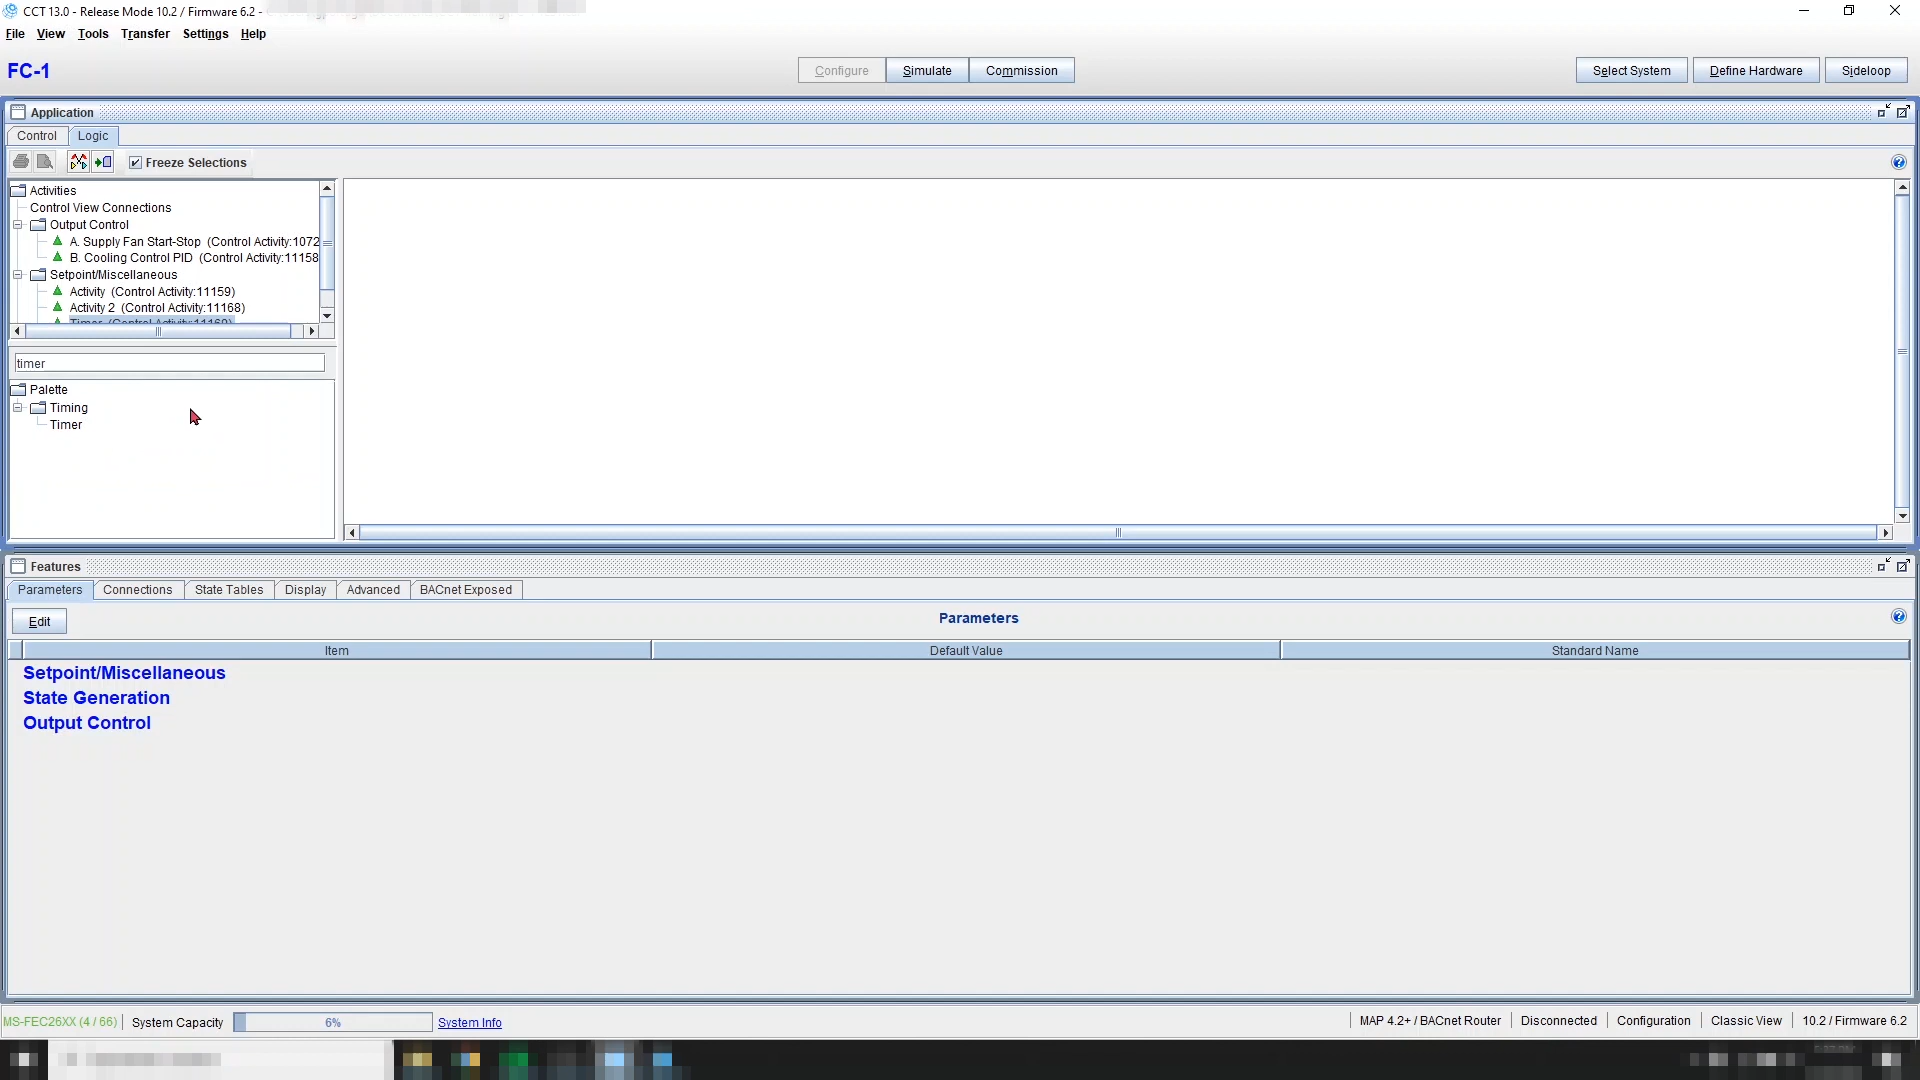 CCT 13.0 - Release Mode 10.2 / Firmware 6.2 -
File View Tools Transfer Settings Help
FC-1
Configure Simulate Commission
Select System Define Hardware Sideloop
Application
Control Logic
Freeze Selections
Activities
Control View Connections
Output Control
A. Supply Fan Start-Stop (Control Activity:1072
B. Cooling Control PID (Control Activity:11158
Setpoint/Miscellaneous
Activity (Control Activity:11159)
Activity 2 (Control Activity:11168)
Timer (Control Activity:11169)
timer
Palette
Timing
Timer
Features
Parameters Connections State Tables Display Advanced BACnet Exposed
Edit
Parameters
Item Default Value Standard Name
Setpoint/Miscellaneous
State Generation
Output Control
MS-FEC26XX (4 / 66) System Capacity 6% System Info
MAP 4.2+ / BACnet Router Disconnected Configuration Classic View 10.2 / Firmware 6.2